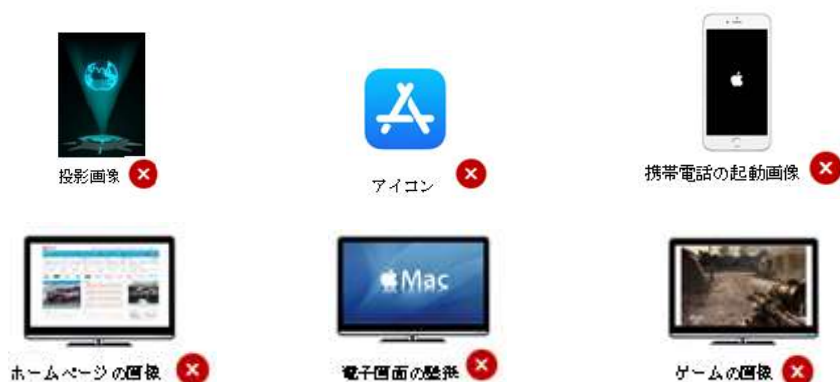 投影画像
アイコン
携帯電話の起動画像
Mac
ホームページの画像
電子画面の壁紙
ゲームの画像